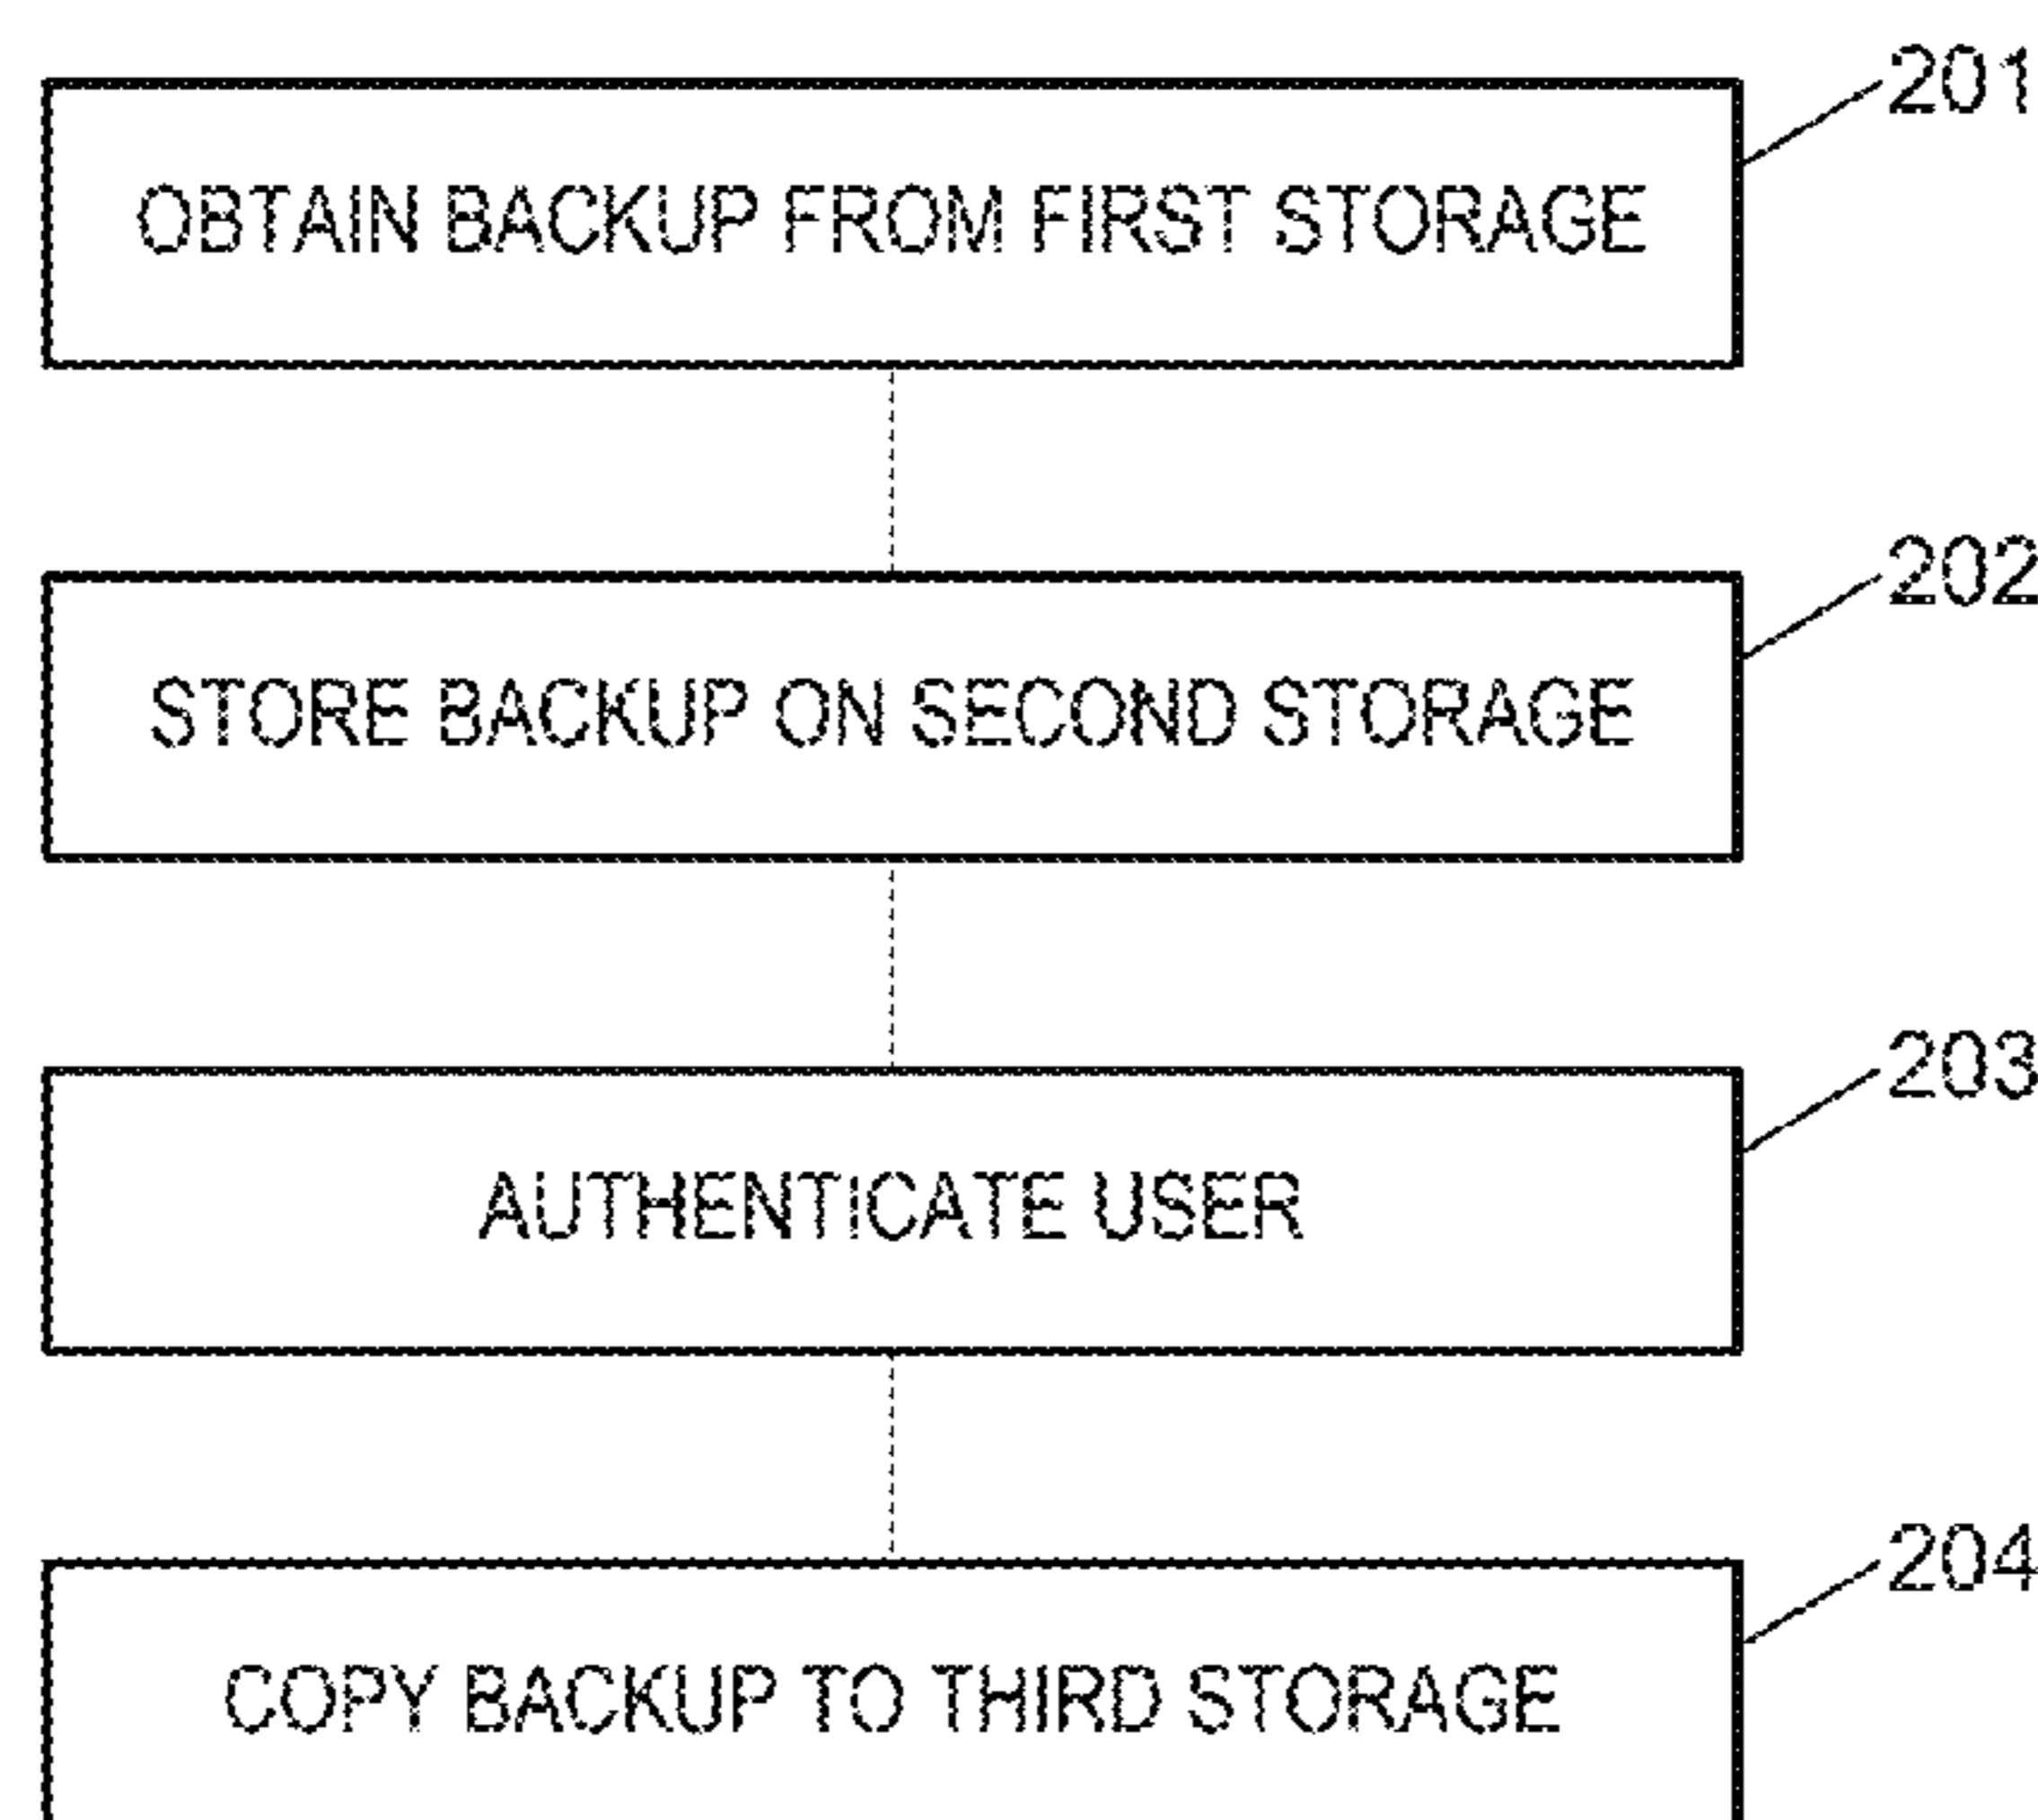 201
OBTAIN BACKUP FROM FIRST STORAGE
202
STORE BACKUP ON SECOND STORAGE
203
AUTHENTICATE USER
204
COPY BACKUP TO THIRD STORAGE